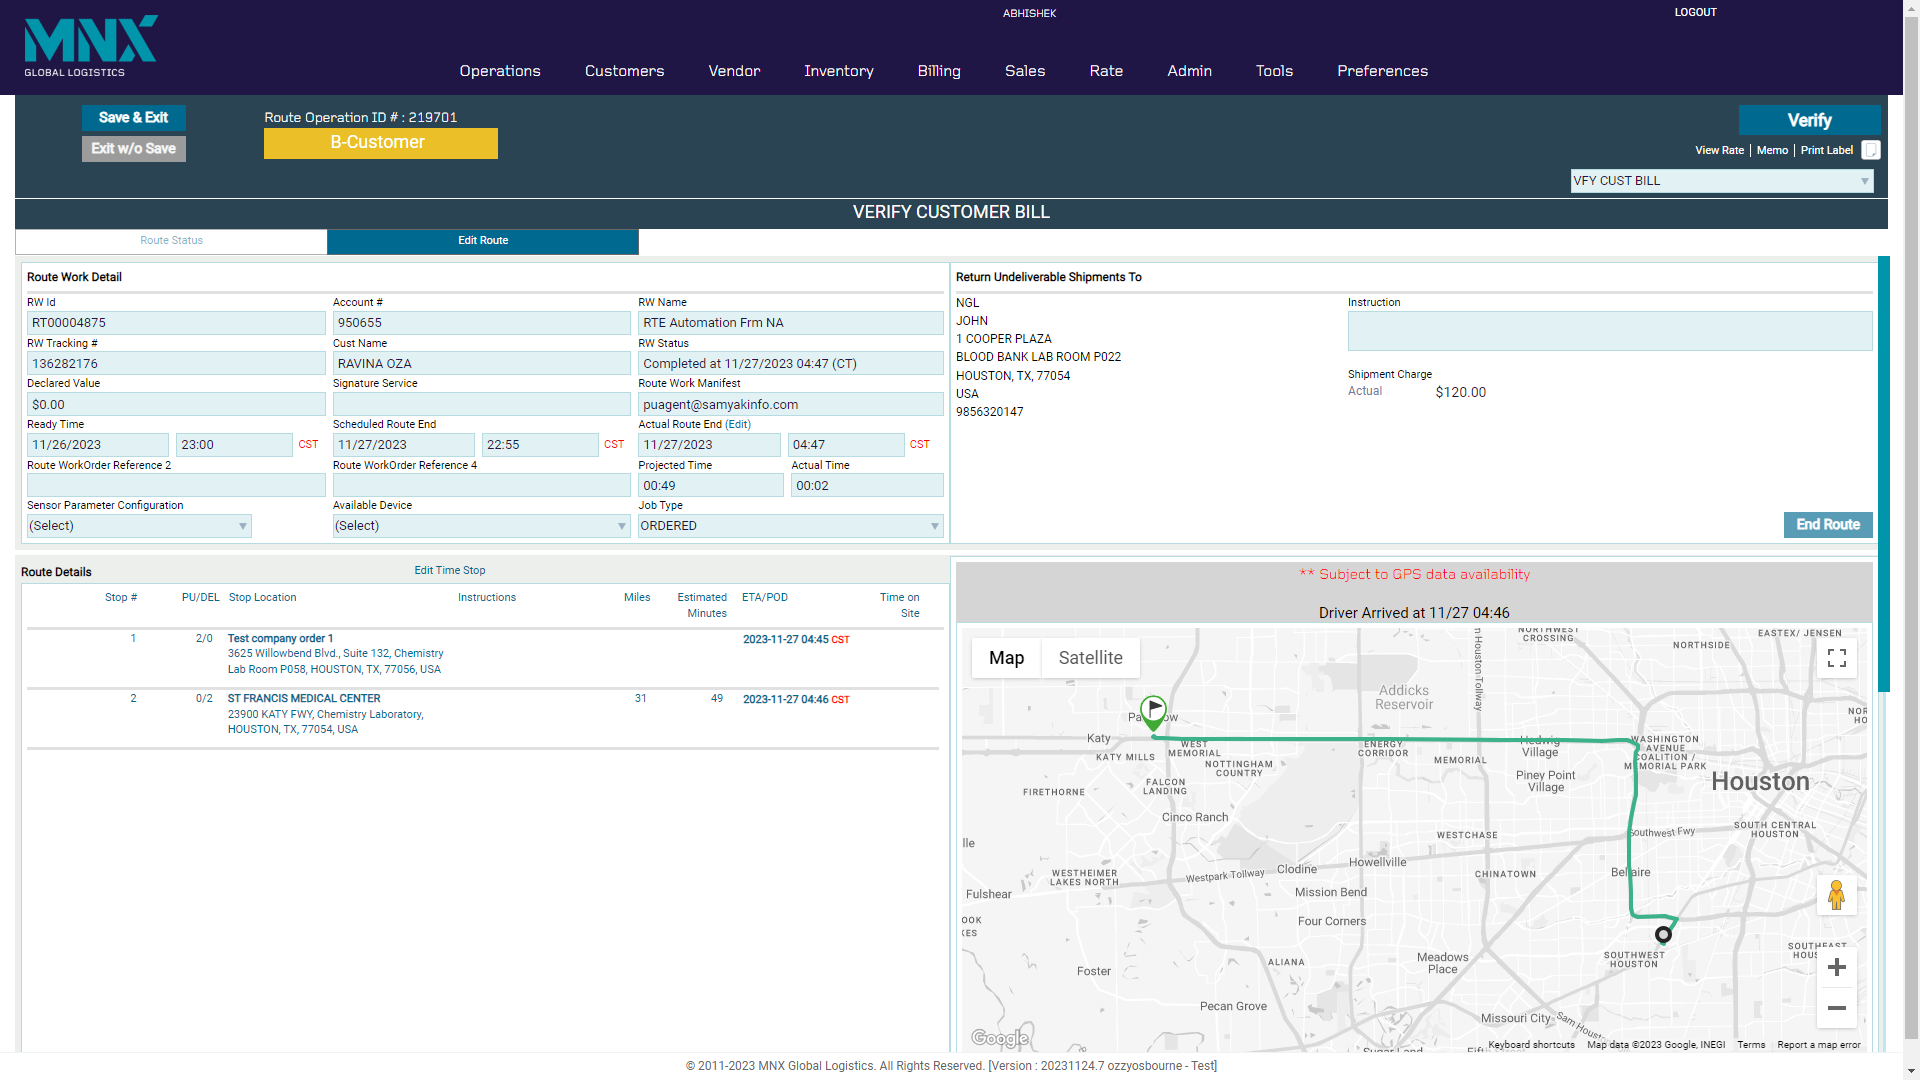 MNX
GLOBAL LOGISTICS
ABHISHEK
LOGOUT
Operations
Customers
Vendor
Inventory
Billing
Sales
Rate
Admin
Tools
Preferences
Save & Exit
Exit w/o Save
Route Operation ID # : 219701
B-Customer
Verify
View Rate | Memo | Print Label
VFY CUST BILL
VERIFY CUSTOMER BILL
Route Status
Edit Route
Route Work Detail
RW Id
Account #
RW Name
RT00004875
950655
RTE Automation Frm NA
RW Tracking #
Cust Name
RW Status
136282176
RAVINA OZA
Completed at 11/27/2023 04:47 (CT)
Declared Value
Signature Service
Route Work Manifest
$0.00
puagent@samyakinfo.com
Ready Time
Scheduled Route End
Actual Route End (Edit)
11/26/2023
23:00
CST
11/27/2023
22:55
CST
11/27/2023
04:47
CST
Route WorkOrder Reference 2
Route WorkOrder Reference 4
Projected Time
Actual Time
00:49
00:02
Sensor Parameter Configuration
Available Device
Job Type
(Select)
(Select)
ORDERED
Return Undeliverable Shipments To
NGL
JOHN
1 COOPER PLAZA
BLOOD BANK LAB ROOM P022
HOUSTON, TX, 77054
USA
9856320147
Instruction
Shipment Charge
Actual
$120.00
End Route
Route Details
Edit Time Stop
Stop #
PU/DEL
Stop Location
Instructions
Miles
Estimated
Minutes
ETA/POD
Time on
Site
1
2/0
Test company order 1
3625 Willowbend Blvd., Suite 132, Chemistry
Lab Room P058, HOUSTON, TX, 77056, USA
2023-11-27 04:45 CST
2
0/2
ST FRANCIS MEDICAL CENTER
23900 KATY FWY, Chemistry Laboratory,
HOUSTON, TX, 77054, USA
31
49
2023-11-27 04:46 CST
** Subject to GPS data availability
Driver Arrived at 11/27 04:46
Map
Satellite
NORTHWEST
CROSSING
EASTEX/ JENSEN
NORTHSIDE
n Houston Tollway
Addicks
Reservoir
NOR
HO
Katy
KATY MILLS
WEST
MEMORIAL
NOTTINGHAM
COUNTRY
ENERGY
CORRIDOR
MEMORIAL
Hedwig
Village
Piney Point
Village
WASHINGTON
AVENUE
COALITION /
MEMORIAL PARK
Houston
FIRETHORNE
FALCON
LANDING
Cinco Ranch
WESTCHASE
Southwest Fwy
SOUTH CENTRAL
HOUSTON
lle
Howellville
Clodine
WESTHEIMER
LAKES NORTH
Westpark Tollway
CHINATOWN
Bellaire
Fulshear
Mission Bend
OOK
KES
Four Corners
SOUTHWEST
HOUSTON
SOUTHEAST
HOUS
Foster
ALIANA
Meadows
Place
Pecan Grove
Missouri City
Sam Hous
Sugar Land
Google
Keyboard shortcuts
Map data ©2023 Google, INEGI
Terms
Report a map error
© 2011-2023 MNX Global Logistics. All Rights Reserved. [Version : 20231124.7 ozzyosbourne - Test]